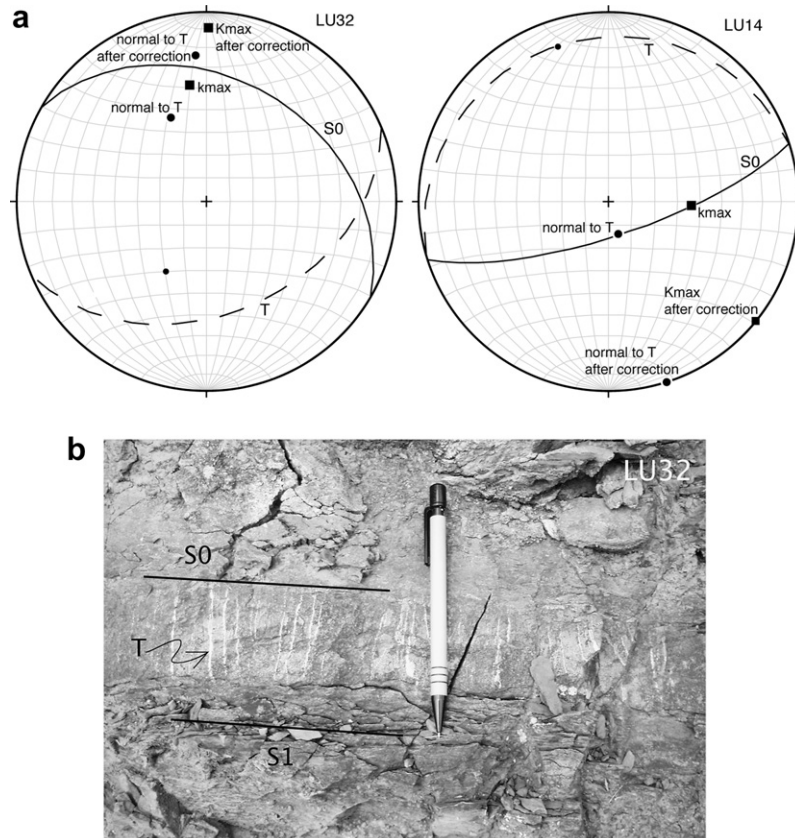 a
LU32
Kmax
after correction
normal to T
after correction
kmax
normal to T
S0
T
LU14
T
S0
kmax
normal to T
Kmax
after correction
normal to T
after correction
b
LU32
S0
T
S1